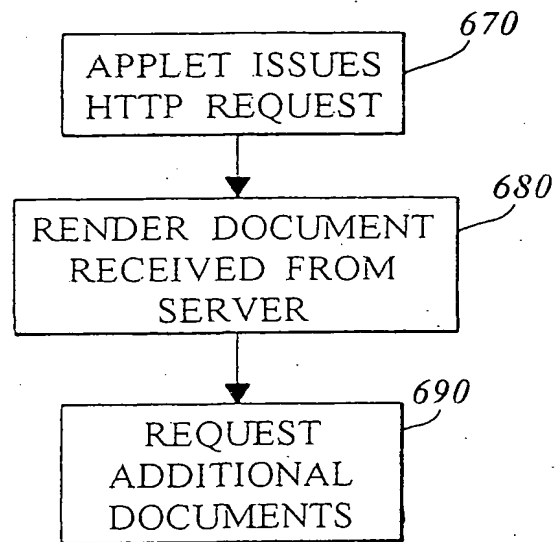 670
APPLET ISSUES
HTTP REQUEST
680
RENDER DOCUMENT
RECEIVED FROM
SERVER
690
REQUEST
ADDITIONAL
DOCUMENTS